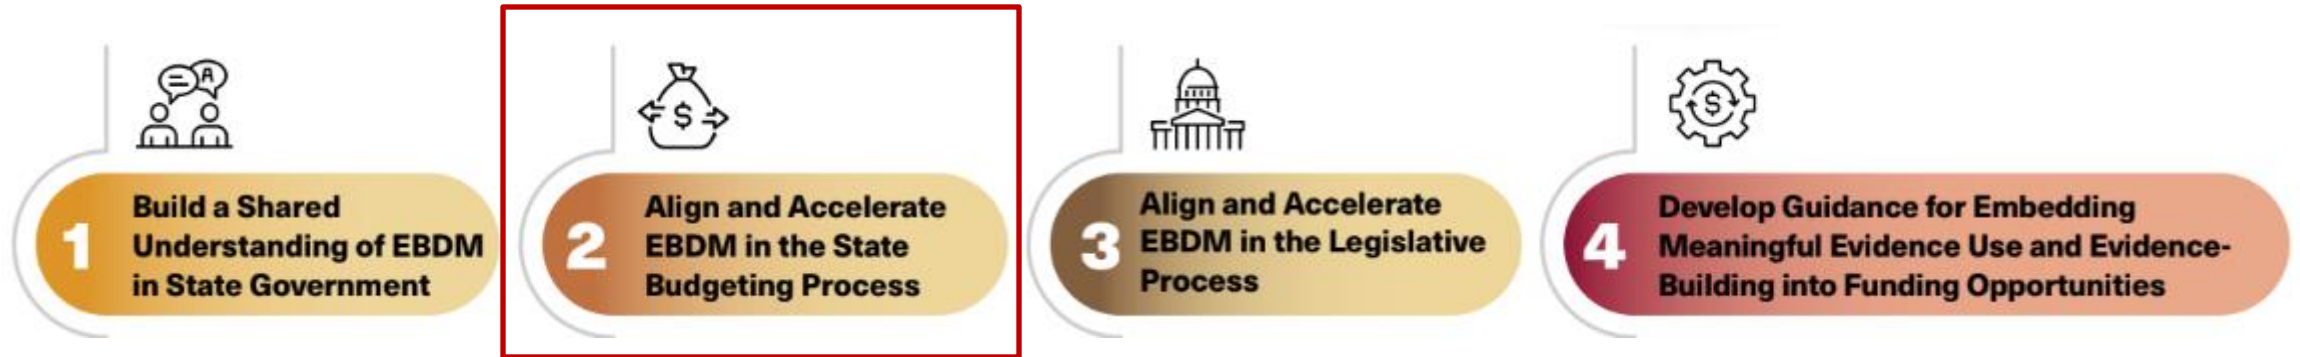 A
1
Build a Shared
Understanding of EBDM
in State Government
$
2
Align and Accelerate
EBDM in the State
Budgeting Process
3
Align and Accelerate
EBDM in the Legislative
Process
$
4
Develop Guidance for Embedding
Meaningful Evidence Use and Evidence-
Building into Funding Opportunities